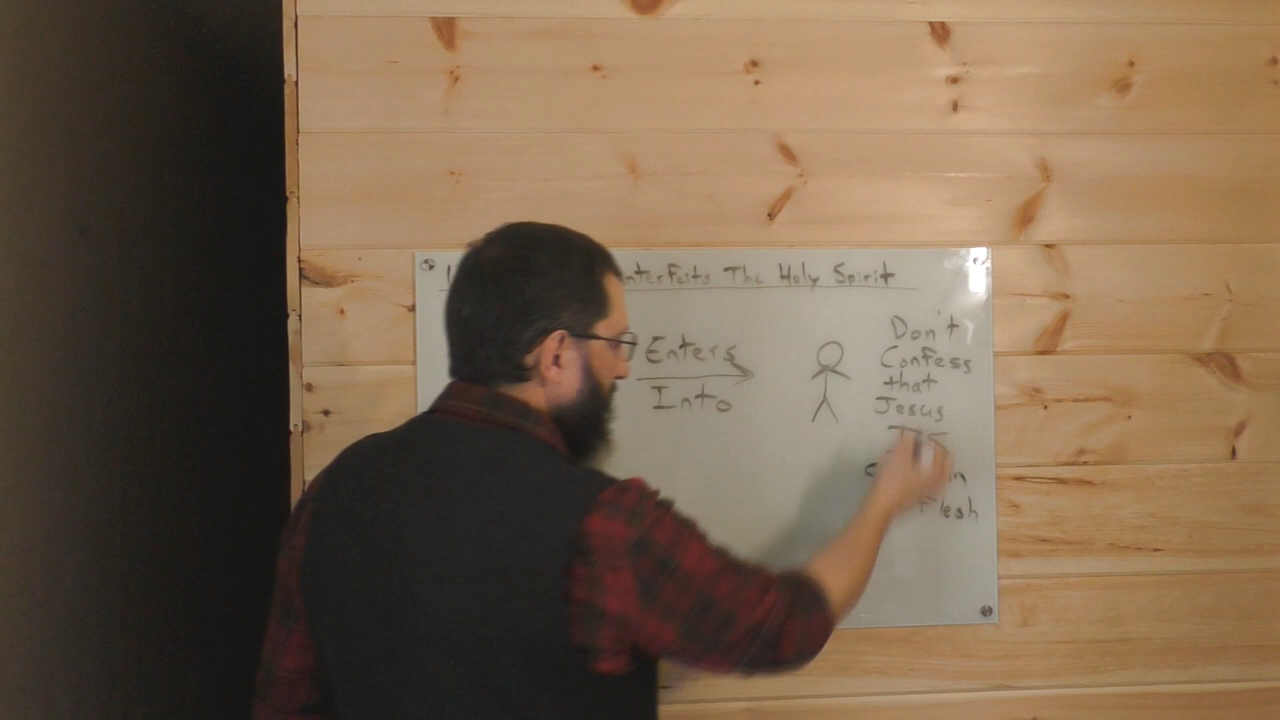 nterfeits The Holy Spirit
Enters
Into
Don't
Confess
that
Jesus
Flesh